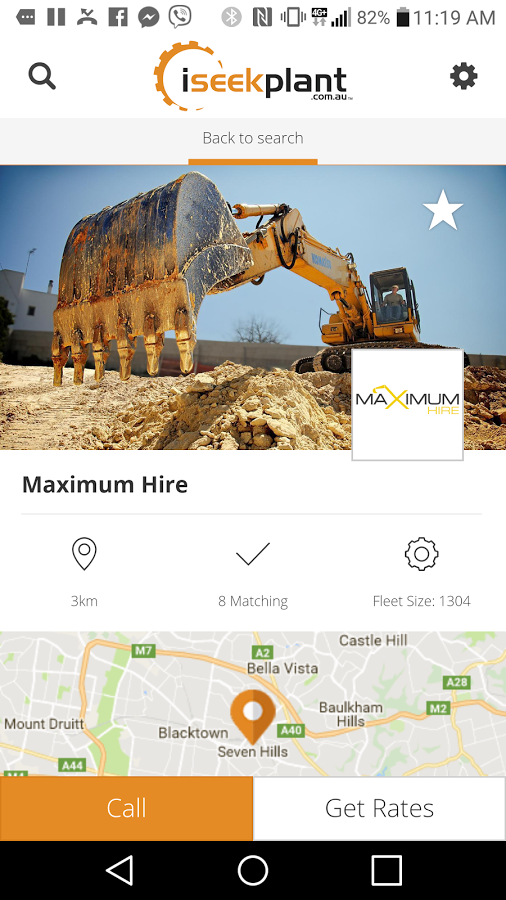 4G+
82%
11:19 AM
iseekplant
.com.au™
Back to search
KOMATSU
MAXIMUM
HIRE
Maximum Hire
3km
8 Matching
Fleet Size: 1304
Castle Hill
M7
A2
Bella Vista
A28
M2
Mount Druitt
Baulkham
Hills
Blacktown
A40
Seven Hills
A44
Call
Get Rates